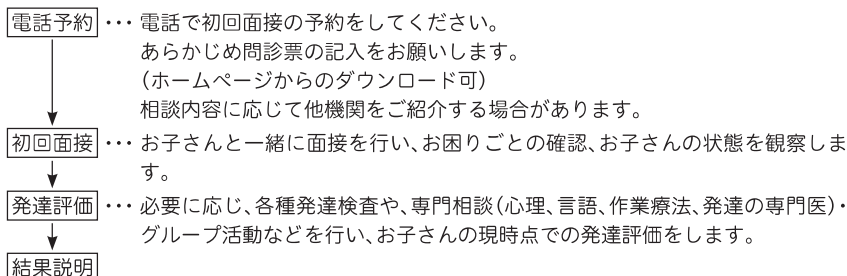 電話予約 ･･･ 電話で初回面接の予約をしてください。
あらかじめ問診票の記入をお願いします。
(ホームページからのダウンロード可)
相談内容に応じて他機関をご紹介する場合があります。
初回面接 ･･･ お子さんと一緒に面接を行い、お困りごとの確認、お子さんの状態を観察しま
す。
発達評価 ･･･ 必要に応じ、各種発達検査や、専門相談(心理、言語、作業療法、発達の専門医)・
グループ活動などを行い、お子さんの現時点での発達評価をします。
結果説明